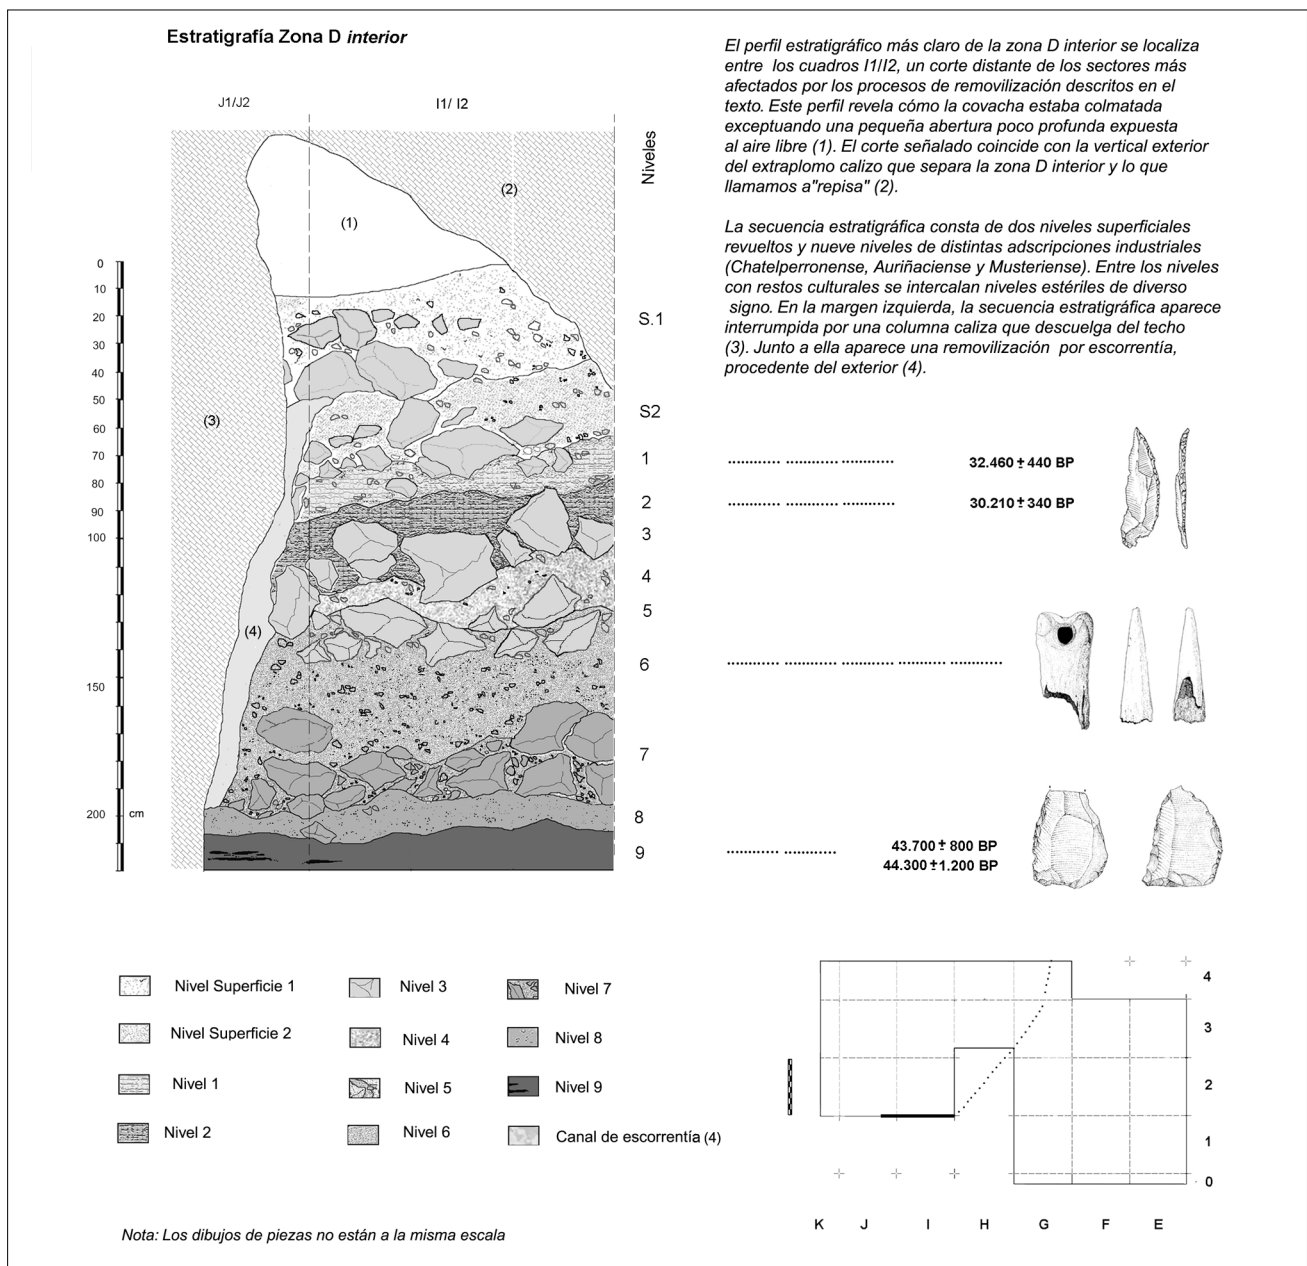 Estratigrafía Zona D interior
J1/J2
I1/ I2
Niveles
(1)
(2)
(3)
(4)
0
10
20
30
40
50
60
70
80
90
100
150
200 cm
S.1
S2
1
2
3
4
5
6
7
8
9
El perfil estratigráfico más claro de la zona D interior se localiza
entre los cuadros I1/I2, un corte distante de los sectores más
afectados por los procesos de removilización descritos en el
texto. Este perfil revela cómo la covacha estaba colmatada
exceptuando una pequeña abertura poco profunda expuesta
al aire libre (1). El corte señalado coincide con la vertical exterior
del extraplomo calizo que separa la zona D interior y lo que
llamamos a"repisa" (2).
La secuencia estratigráfica consta de dos niveles superficiales
revueltos y nueve niveles de distintas adscripciones industriales
(Chatelperronense, Auriñaciense y Musteriense). Entre los niveles
con restos culturales se intercalan niveles estériles de diverso
signo. En la margen izquierda, la secuencia estratigráfica aparece
interrumpida por una columna caliza que descuelga del techo
(3). Junto a ella aparece una removilización por escorrentía,
procedente del exterior (4).
32.460 ± 440 BP
30.210 ± 340 BP
43.700 ± 800 BP
44.300 ± 1.200 BP
Nivel Superficie 1
Nivel Superficie 2
Nivel 1
Nivel 2
Nivel 3
Nivel 4
Nivel 5
Nivel 6
Nivel 7
Nivel 8
Nivel 9
Canal de escorrentía (4)
4
3
2
1
0
K J I H G F E
Nota: Los dibujos de piezas no están a la misma escala